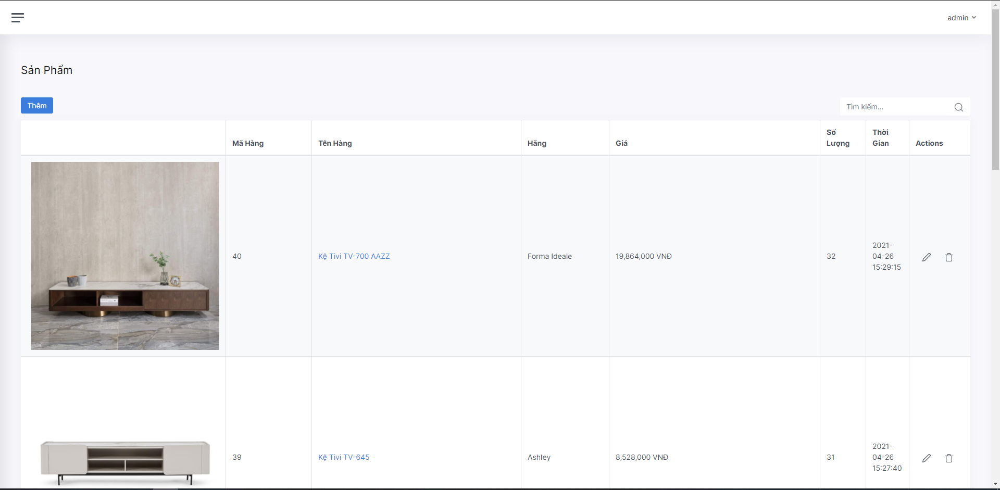 admin
Sản Phẩm
Thêm
Tìm kiếm...
Mã Hàng
Tên Hàng
Hãng
Giá
Số
Lượng
Thời
Gian
Actions
40
Kệ Tivi TV-700 AAZZ
Forma Ideale
19,864,000 VNĐ
32
2021-
04-26
15:29:15
39
Kệ Tivi TV-645
Ashley
8,528,000 VNĐ
31
2021-
04-26
15:27:40